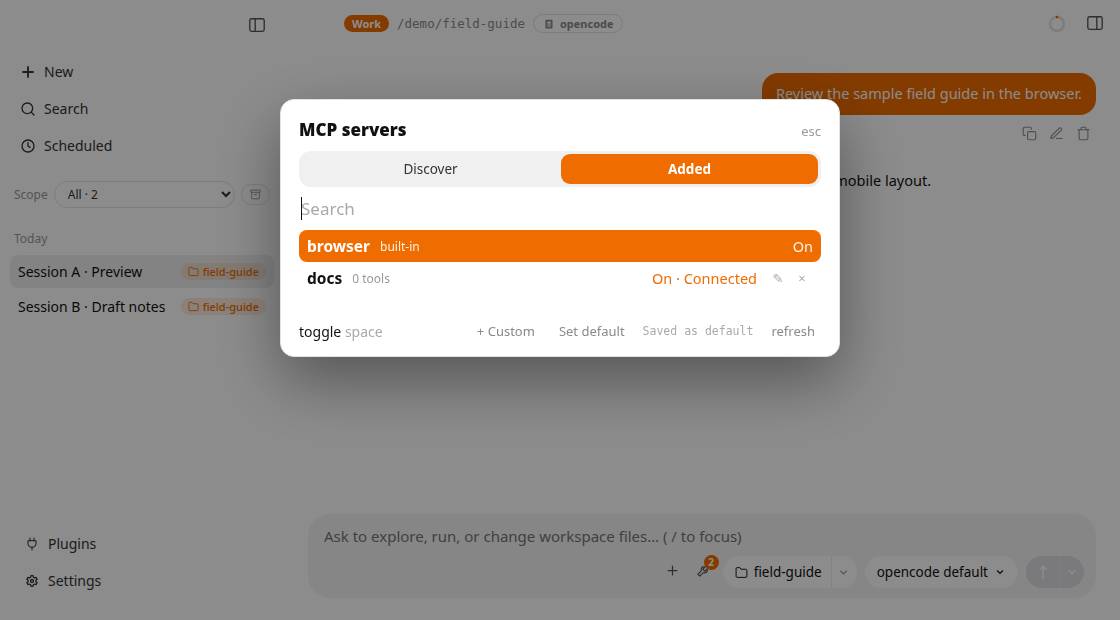 Work /demo/field-guide opencode
New
Search
Scheduled
Scope All · 2
Today
Session A · Preview field-guide
Session B · Draft notes field-guide
Plugins
Settings
Review the sample field guide in the browser.
mobile layout.
MCP servers esc
Discover Added
Search
browser built-in On
docs 0 tools On · Connected ✎ ×
toggle space + Custom Set default Saved as default refresh
Ask to explore, run, or change workspace files... ( / to focus)
2 field-guide opencode default